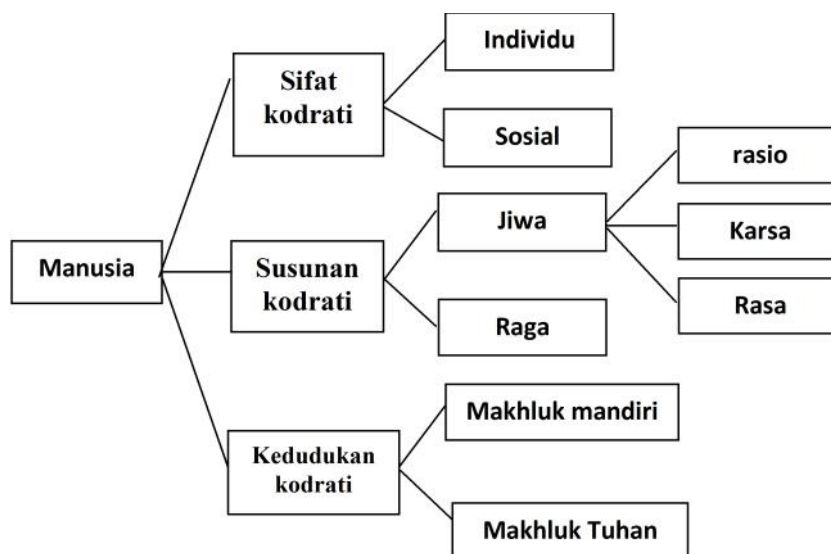 Manusia
Sifat
kodrati
Individu
Sosial
Susunan
kodrati
Jiwa
rasio
Karsa
Rasa
Raga
Kedudukan
kodrati
Makhluk mandiri
Makhluk Tuhan